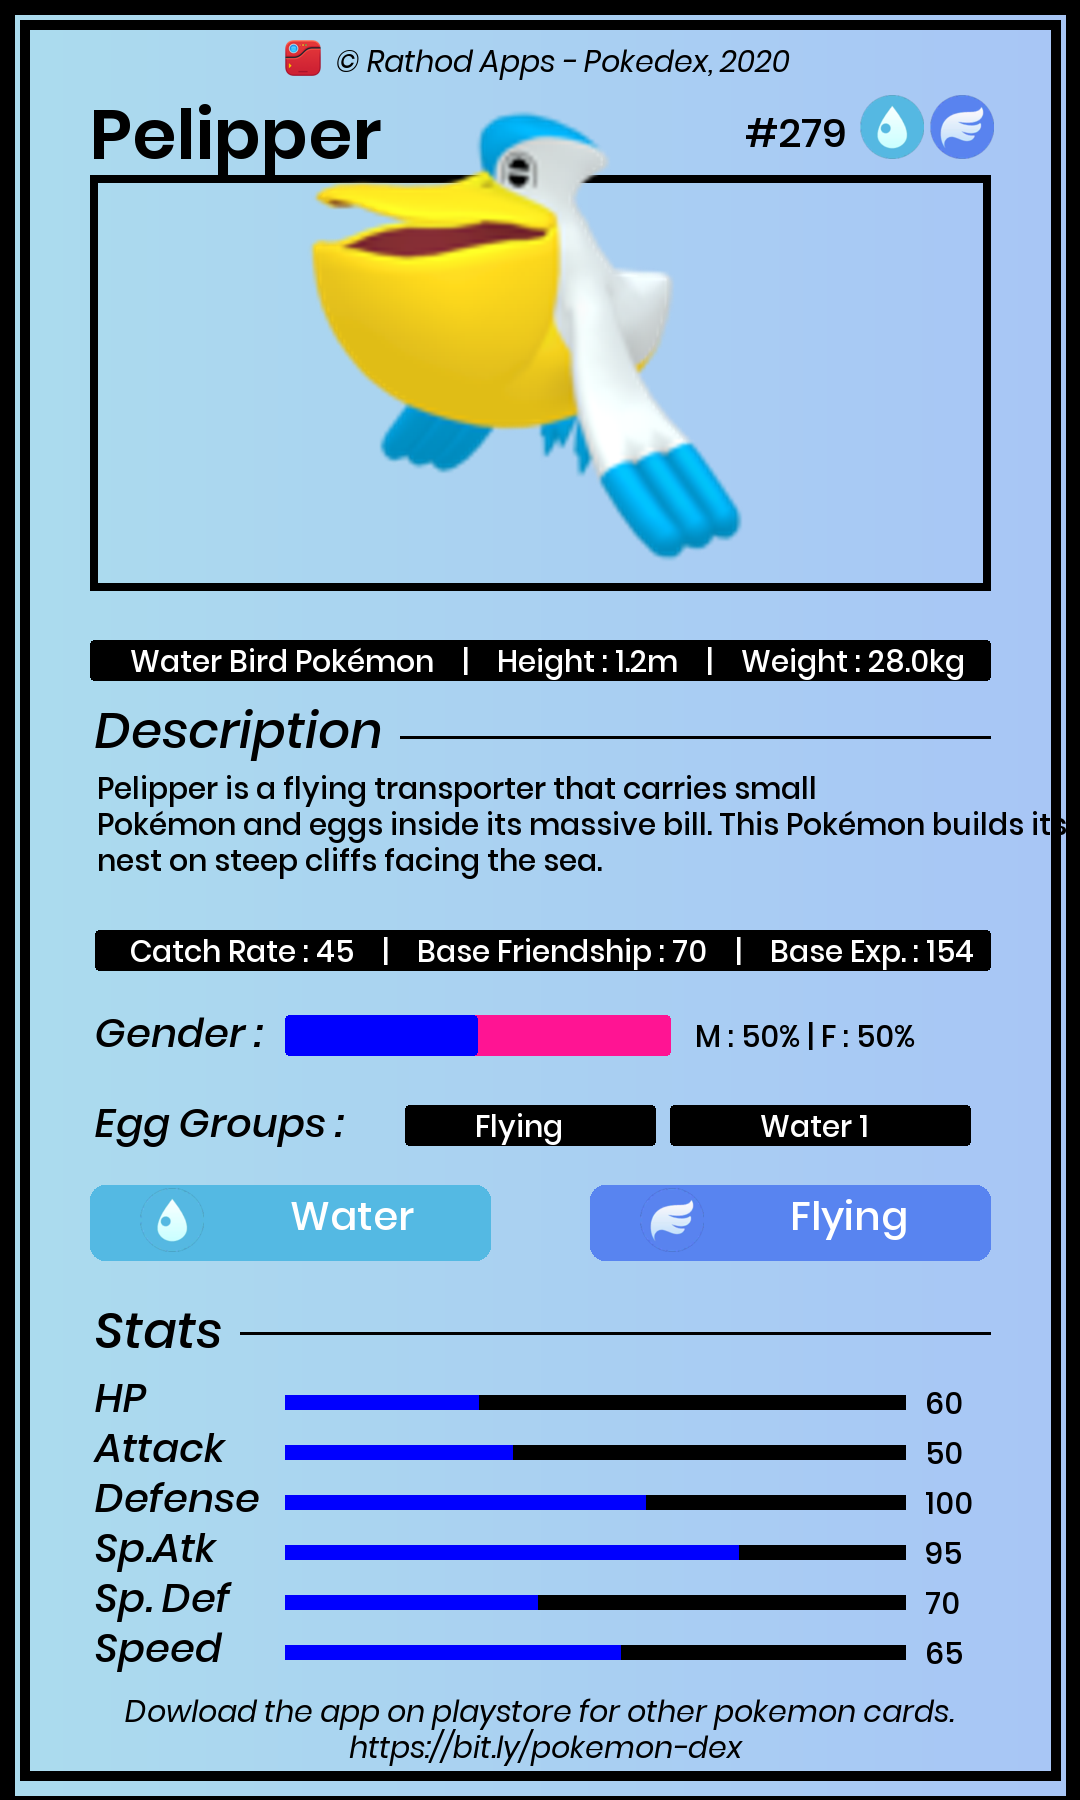 © Rathod Apps - Pokedex, 2020
Pelipper #279
Water Bird Pokémon | Height : 1.2m | Weight : 28.0kg
Description
Pelipper is a flying transporter that carries small
Pokémon and eggs inside its massive bill. This Pokémon builds its
nest on steep cliffs facing the sea.
Catch Rate : 45 | Base Friendship : 70 | Base Exp. : 154
Gender : M : 50% | F : 50%
Egg Groups : Flying Water 1
Water Flying
Stats
HP 60
Attack 50
Defense 100
Sp.Atk 95
Sp. Def 70
Speed 65
Dowload the app on playstore for other pokemon cards.
https://bit.ly/pokemon-dex